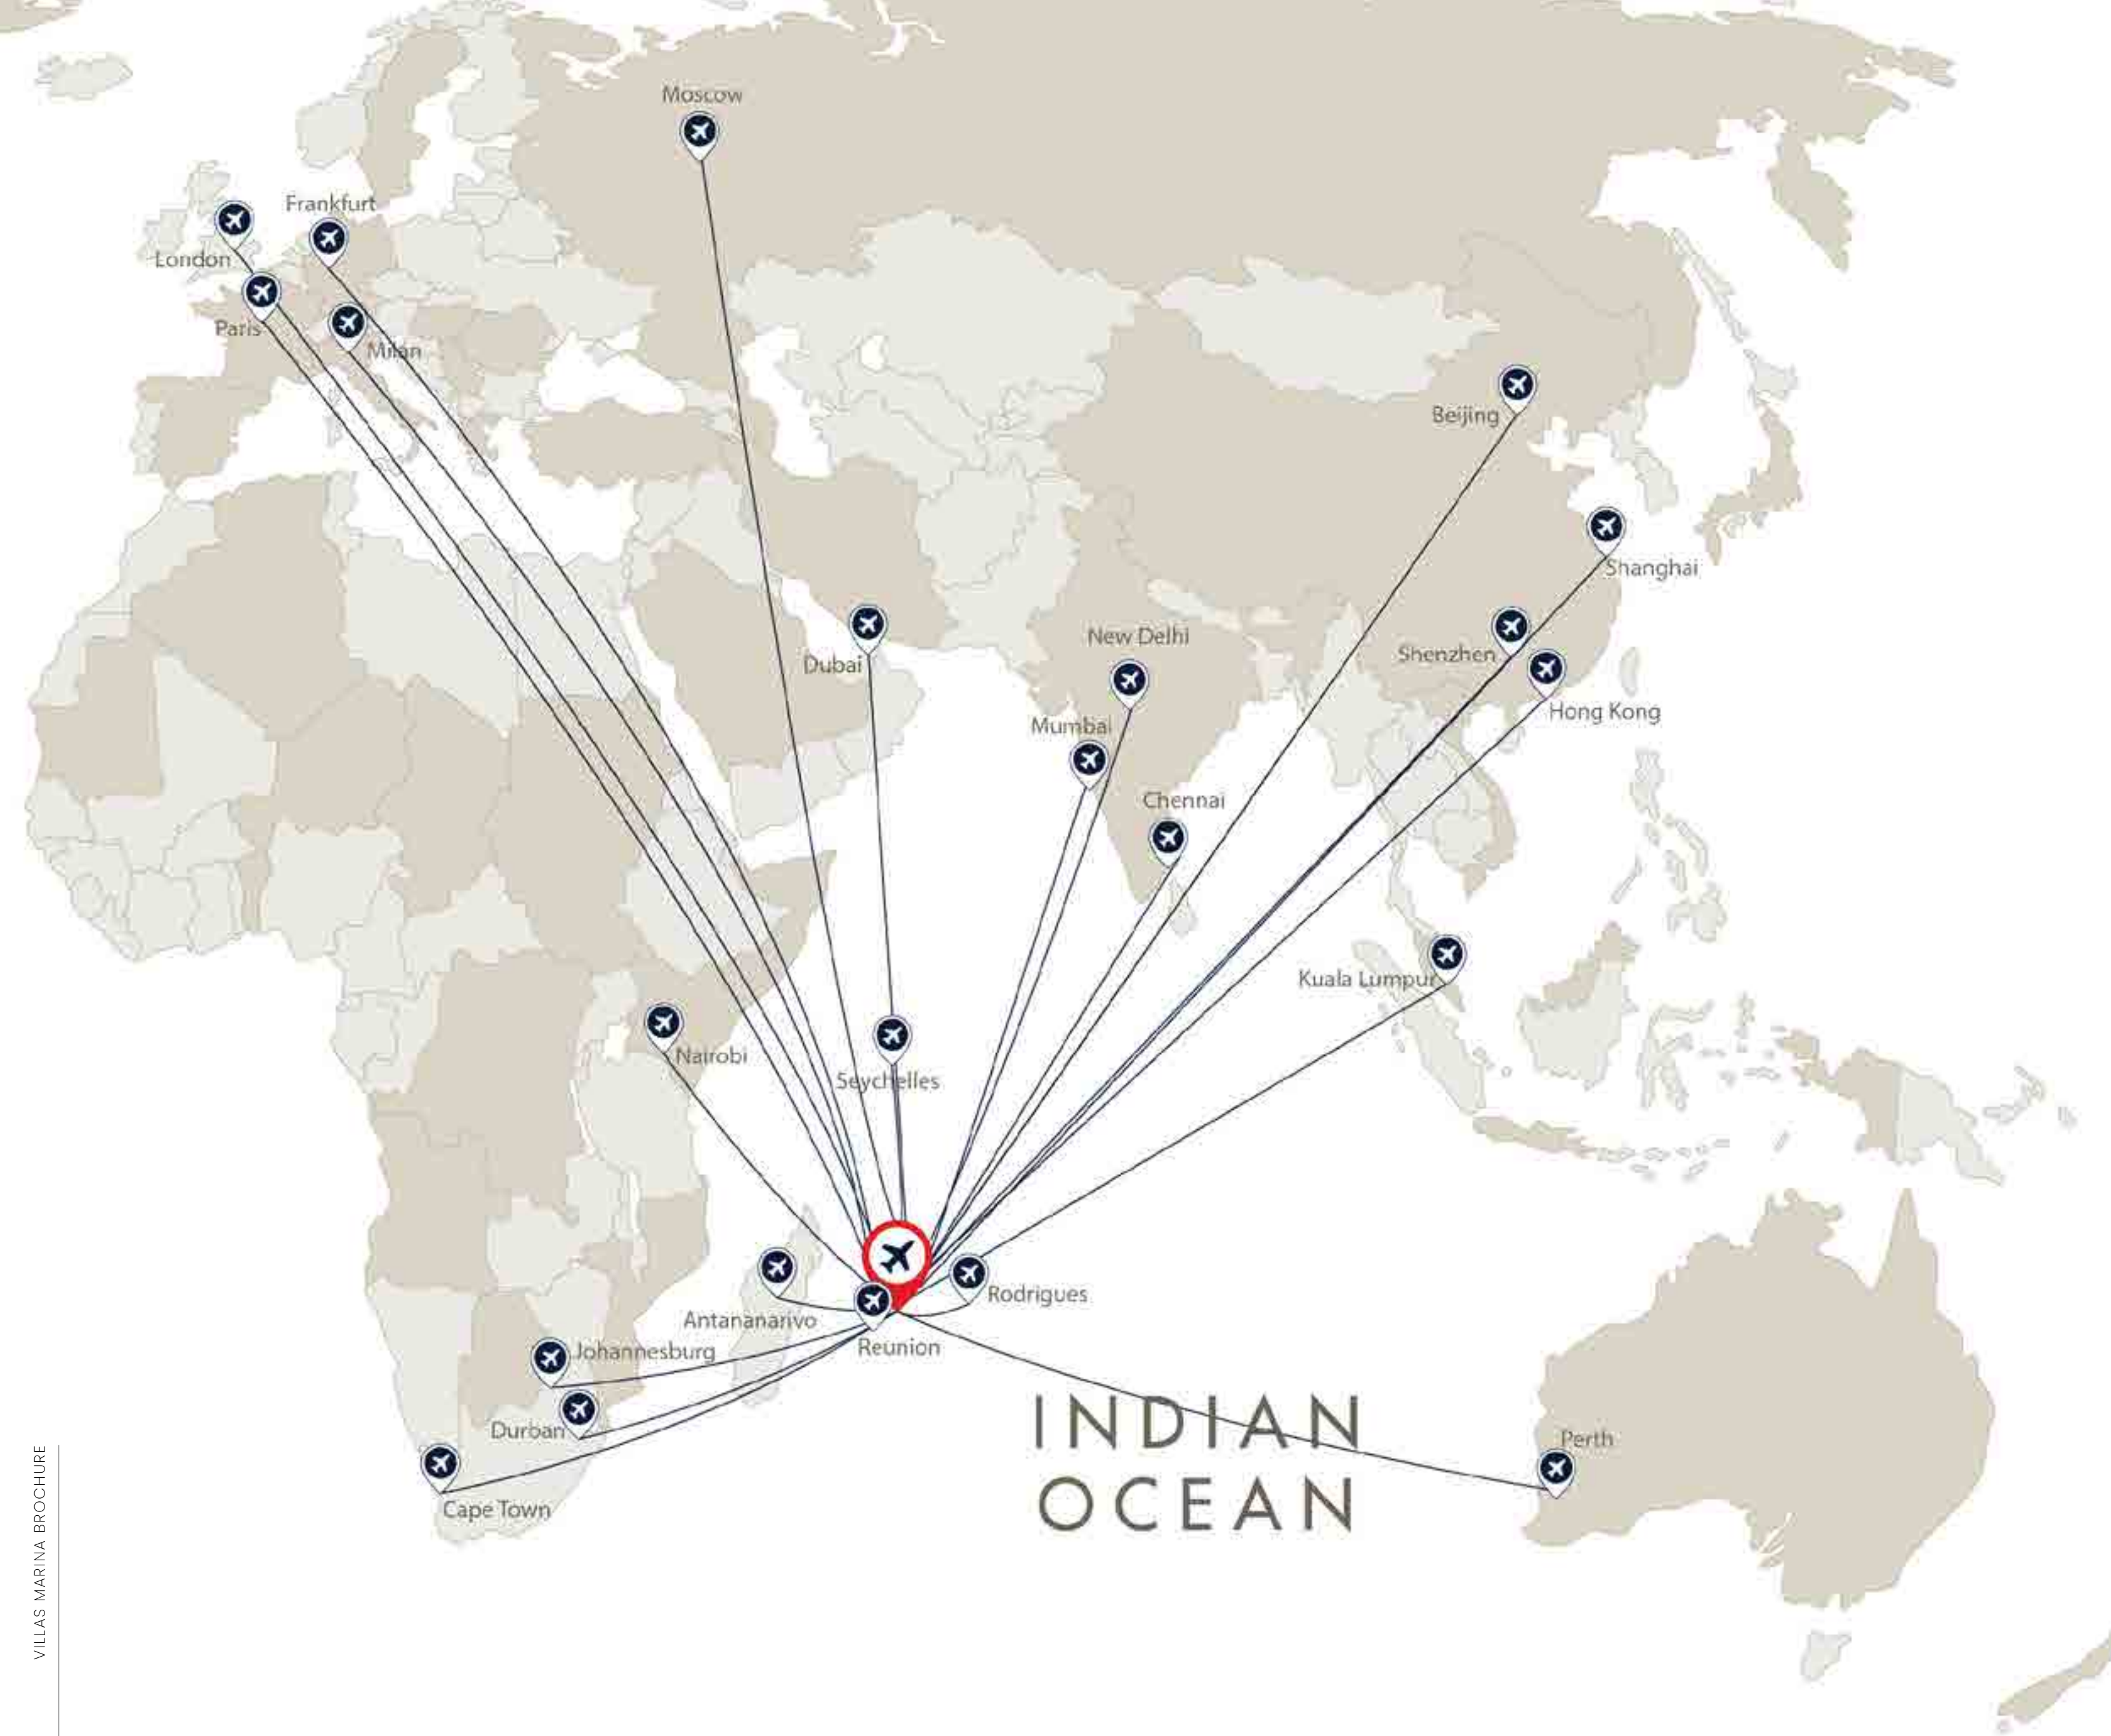 Moscow
Frankfurt
London
Paris
Milan
Beijing
Shanghai
New Delhi
Dubai
Shenzhen
Hong Kong
Mumbai
Chennai
Kuala Lumpur
Nairobi
Seychelles
Rodrigues
Antananarivo
Reunion
Johannesburg
INDIAN
OCEAN
Durban
Perth
Cape Town
VILLAS MARINA BROCHURE